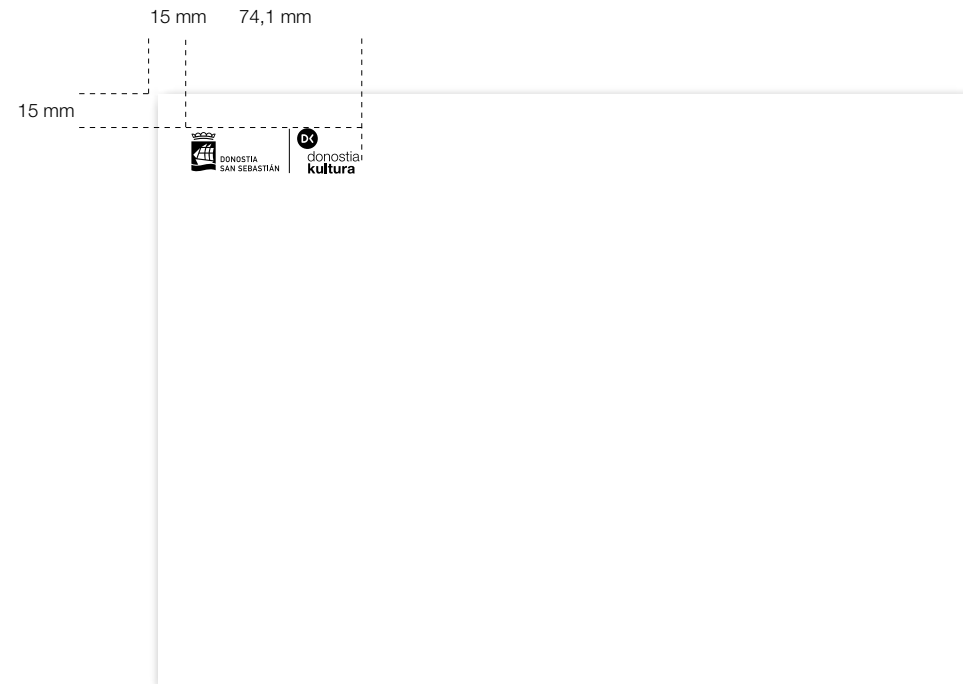 15 mm 74,1 mm
15 mm
DK
DONOSTIA
SAN SEBASTIÁN
donostia
kultura